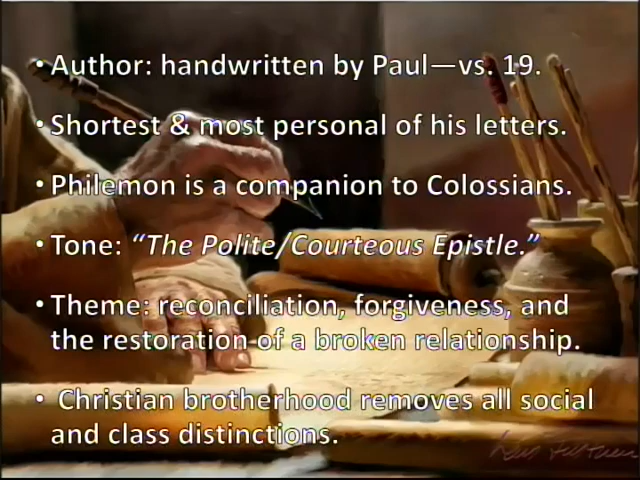 • Author: handwritten by Paul—vs. 19.
• Shortest & most personal of his letters.
• Philemon is a companion to Colossians.
• Tone: “The Polite/Courteous Epistle.”
• Theme: reconciliation, forgiveness, and
the restoration of a broken relationship.
• Christian brotherhood removes all social
and class distinctions.